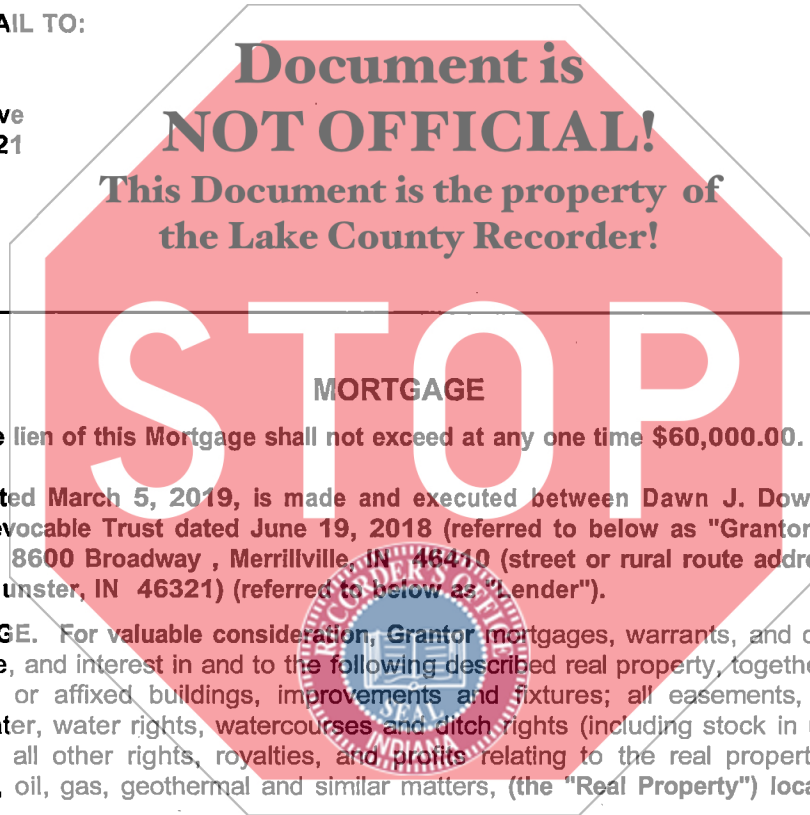 AIL TO:
Document is
NOT OFFICIAL!
ve
21
This Document is the property of
the Lake County Recorder!
STOP
MORTGAGE
e lien of this Mortgage shall not exceed at any one time $60,000.00.
ted March 5, 2019, is made and executed between Dawn J. Dow
evocable Trust dated June 19, 2018 (referred to below as "Grantor
8600 Broadway , Merrillville, IN 46410 (street or rural route addre
unster, IN 46321) (referred to below as "Lender").
GE. For valuable consideration, Grantor mortgages, warrants, and c
e, and interest in and to the following described real property, togethe
or affixed buildings, improvements and fixtures; all easements,
ater, water rights, watercourses and ditch rights (including stock in
all other rights, royalties, and profits relating to the real propert
, oil, gas, geothermal and similar matters, (the "Real Property") loca
RECORDER'S OFFICE
SEAL
INDIANA